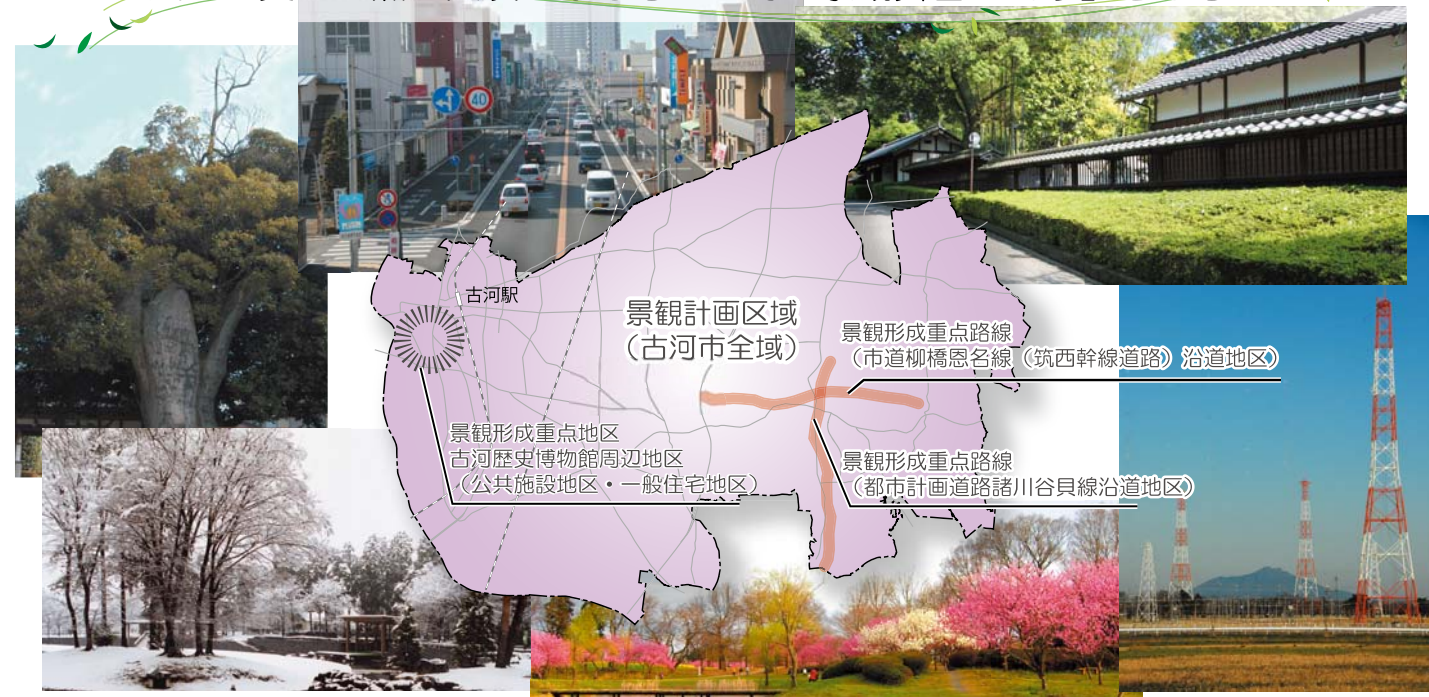 40
古河駅
景観計画区域
（古河市全域）
景観形成重点路線
（市道柳橋恩名線（筑西幹線道路）沿道地区）
景観形成重点地区
古河歴史博物館周辺地区
（公共施設地区・一般住宅地区）
景観形成重点路線
（都市計画道路諸川谷貝線沿道地区）